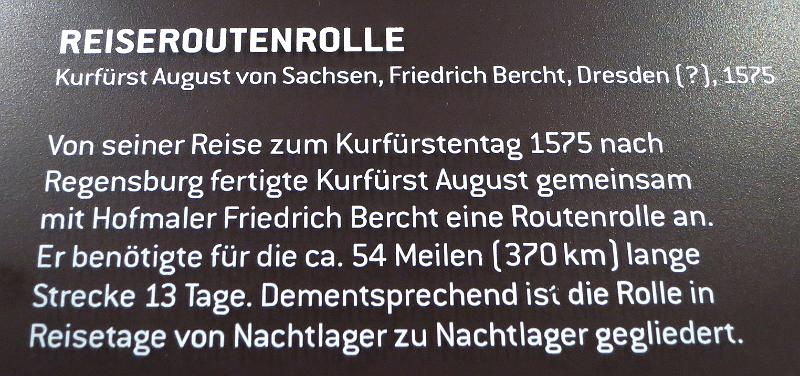 REISEROUTENROLLE
Kurfürst August von Sachsen, Friedrich Bercht, Dresden (?), 1575
Von seiner Reise zum Kurfürstentag 1575 nach
Regensburg fertigte Kurfürst August gemeinsam
mit Hofmaler Friedrich Bercht eine Routenrolle an.
Er benötigte für die ca. 54 Meilen (370 km) lange
Strecke 13 Tage. Dementsprechend ist die Rolle in
Reisetage von Nachtlager zu Nachtlager gegliedert.